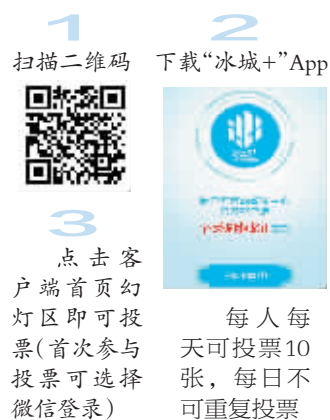 1
扫描二维码
2
下载“冰城+”App
3
点击客
户端首页幻
灯区即可投
票(首次参与
投票可选择
微信登录)
每人每
天可投票10
张，每日不
可重复投票